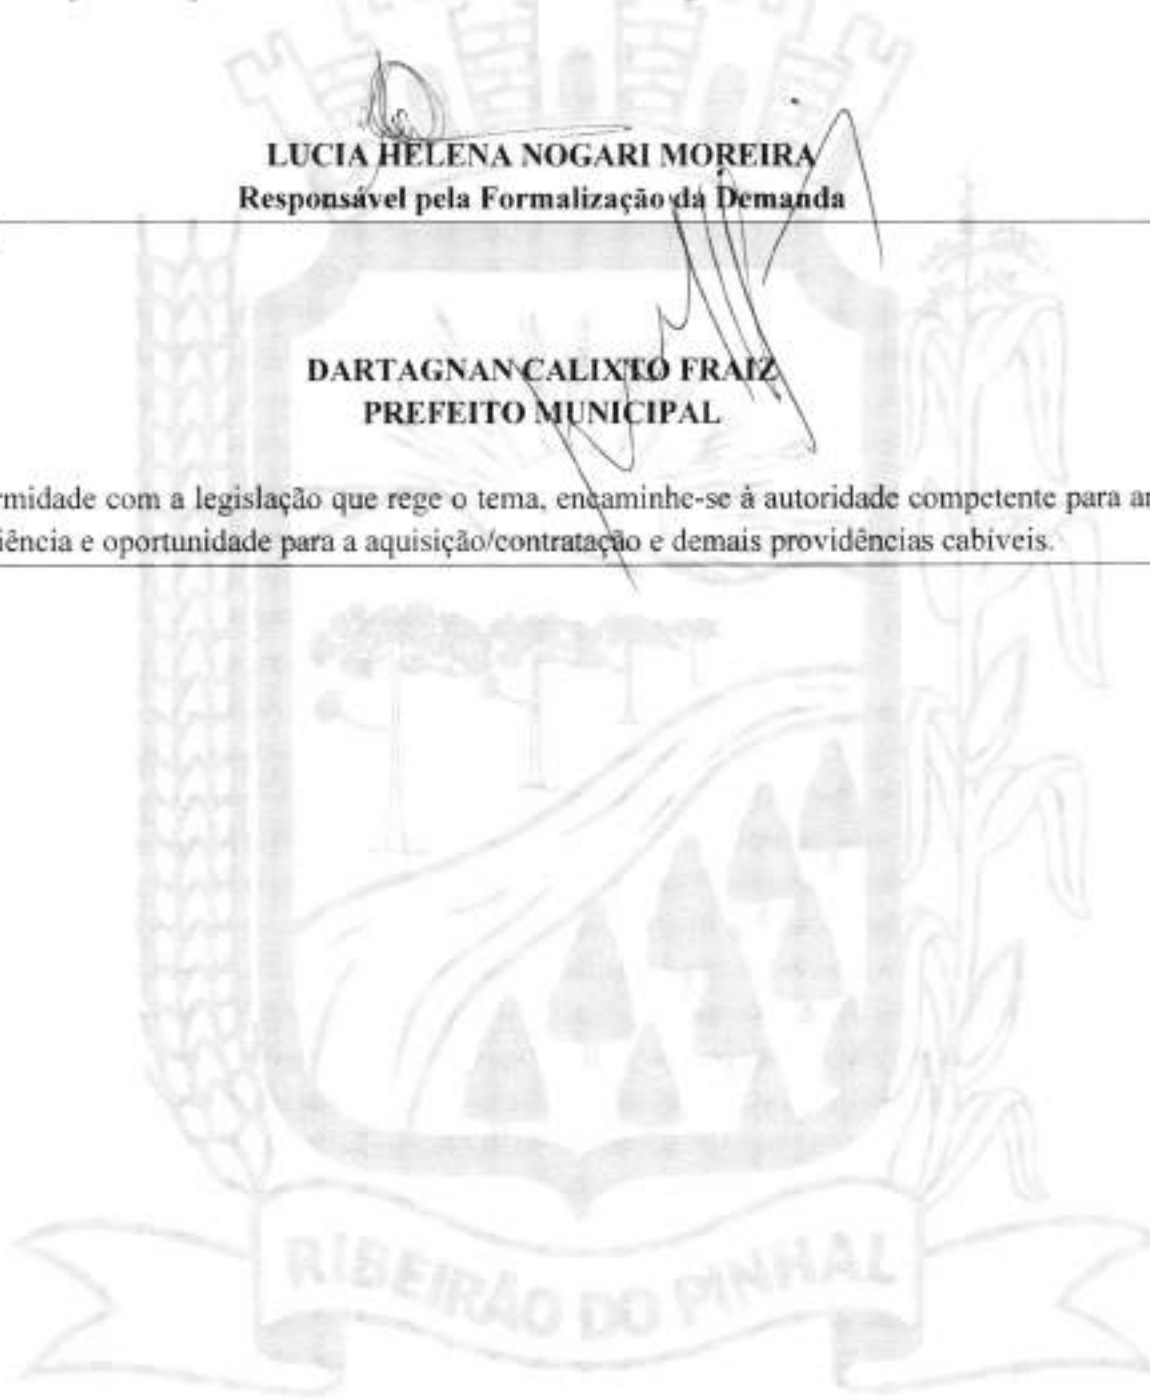 LUCIA HELENA NOGARI MOREIRA
Responsável pela Formalização da Demanda
DARTAGNAN CALIXTO FRAIZ
PREFEITO MUNICIPAL
rmidade com a legislação que rege o tema, encaminhe-se à autoridade competente para an
iência e oportunidade para a aquisição/contratação e demais providências cabíveis.
RIBEIRÃO DO PINHAL